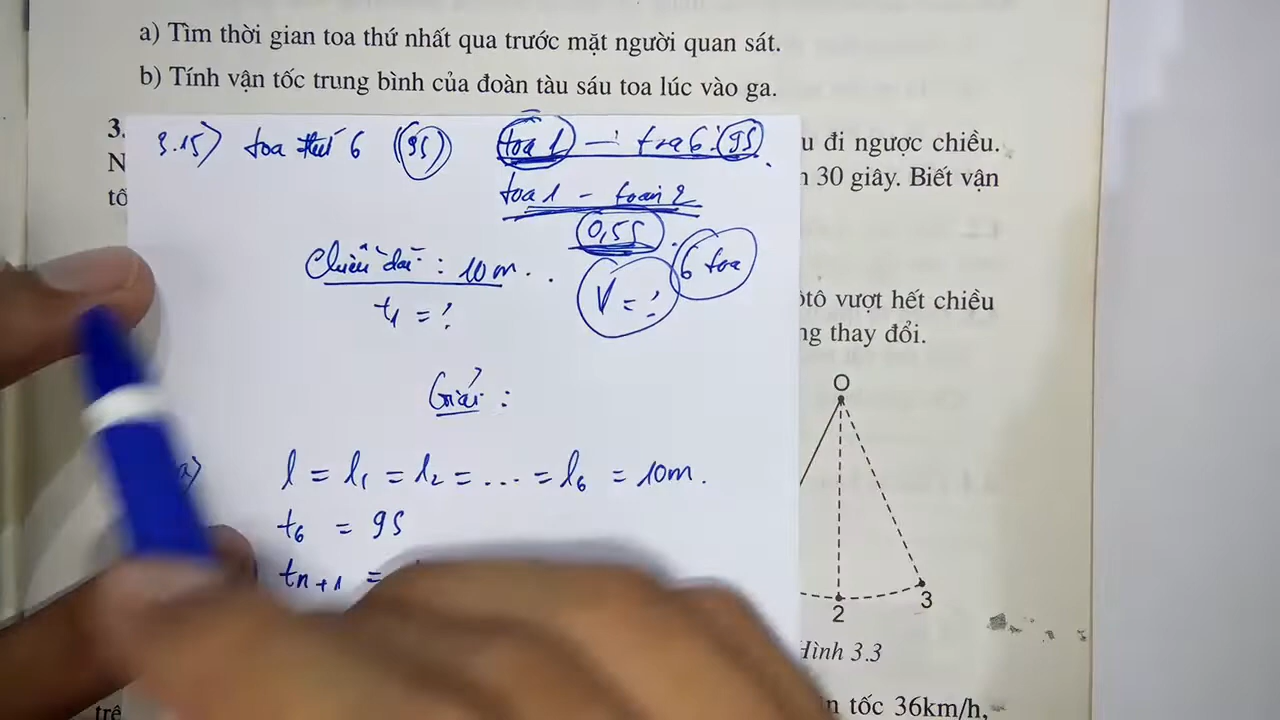 a) Tìm thời gian toa thứ nhất qua trước mặt người quan sát.
b) Tính vận tốc trung bình của đoàn tàu sáu toa lúc vào ga.
3.
N
tố
u đi ngược chiều.
30 giây. Biết vận
3.15) toa thứ 6 (9s) toa 1 — toa 6: 9s.
toa 1 - toa 2
0,5s.
Chiều dài: 10m..
6 toa
t1 = ?
V = ?
ôtô vượt hết chiều
ng thay đổi.
Giải:
a) l = l1 = l2 = ... = l6 = 10m.
t6 = 9s
tn+1 =
O
2
3
Hình 3.3
trê
n tốc 36km/h,